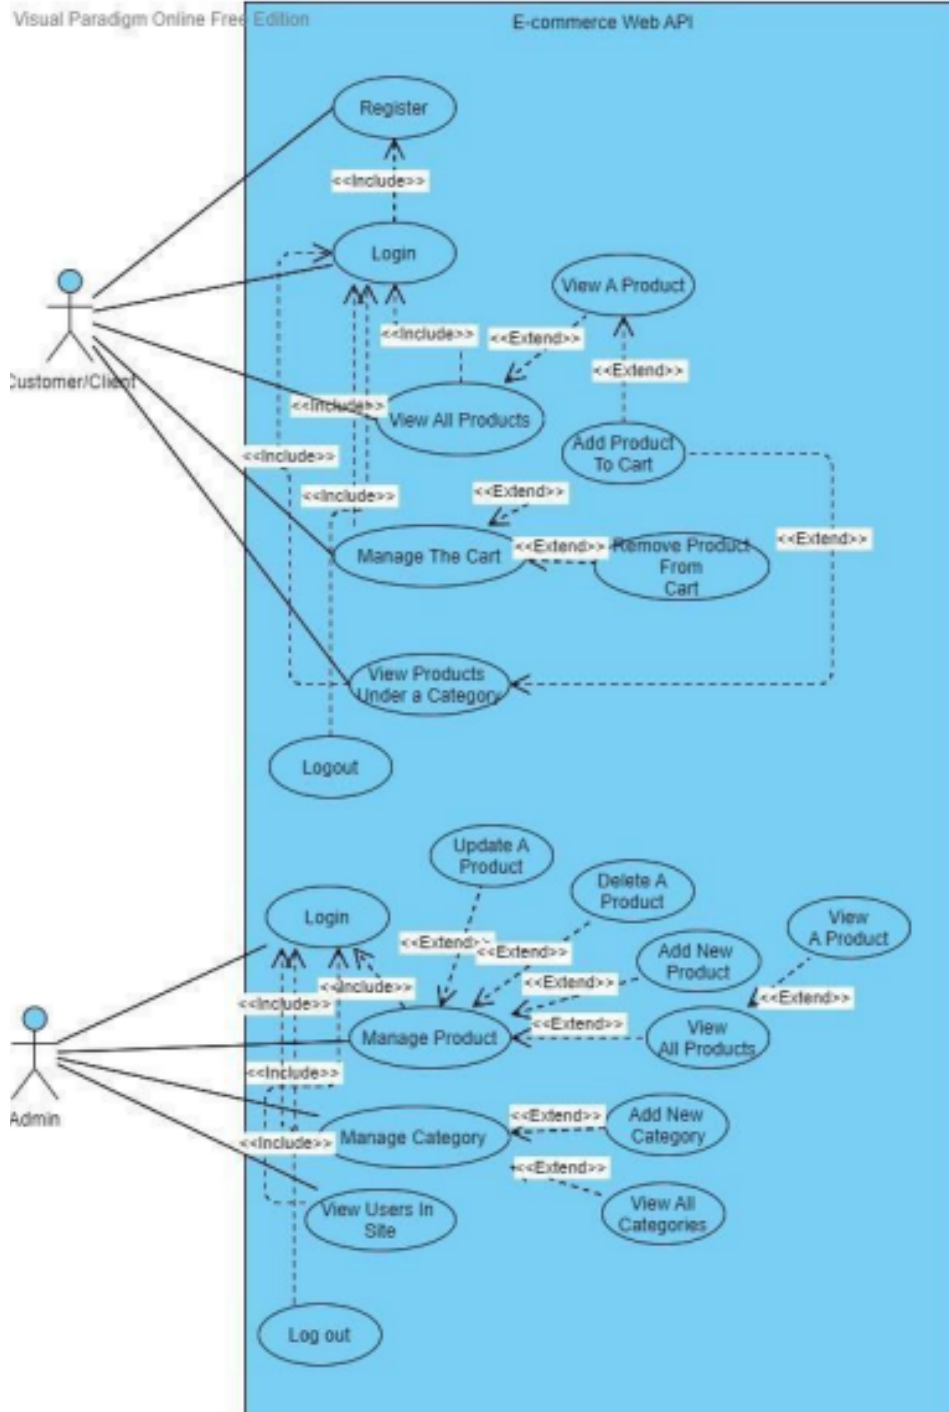 Visual Paradigm Online Free Edition
E-commerce Web API
Register
<<Include>>
Login
View A Product
<<Include>>
<<Extend>>
<<Extend>>
Customer/Client
<<Include>>
View All Products
Add Product
To Cart
<<Include>>
<<Include>>
<<Extend>>
<<Extend>>
Manage The Cart
<<Extend>>
Remove Product
From
Cart
View Products
Under a Category
Logout
Update A
Product
Delete A
Product
Login
View
A Product
<<Extend>>
<<Extend>>
Add New
Product
<<Include>>
<<Include>>
<<Extend>>
<<Extend>>
Manage Product
<<Extend>>
View
All Products
<<Include>>
Admin
<<Include>>
Manage Category
<<Extend>>
Add New
Category
<<Extend>>
View Users In
Site
View All
Categories
Log out